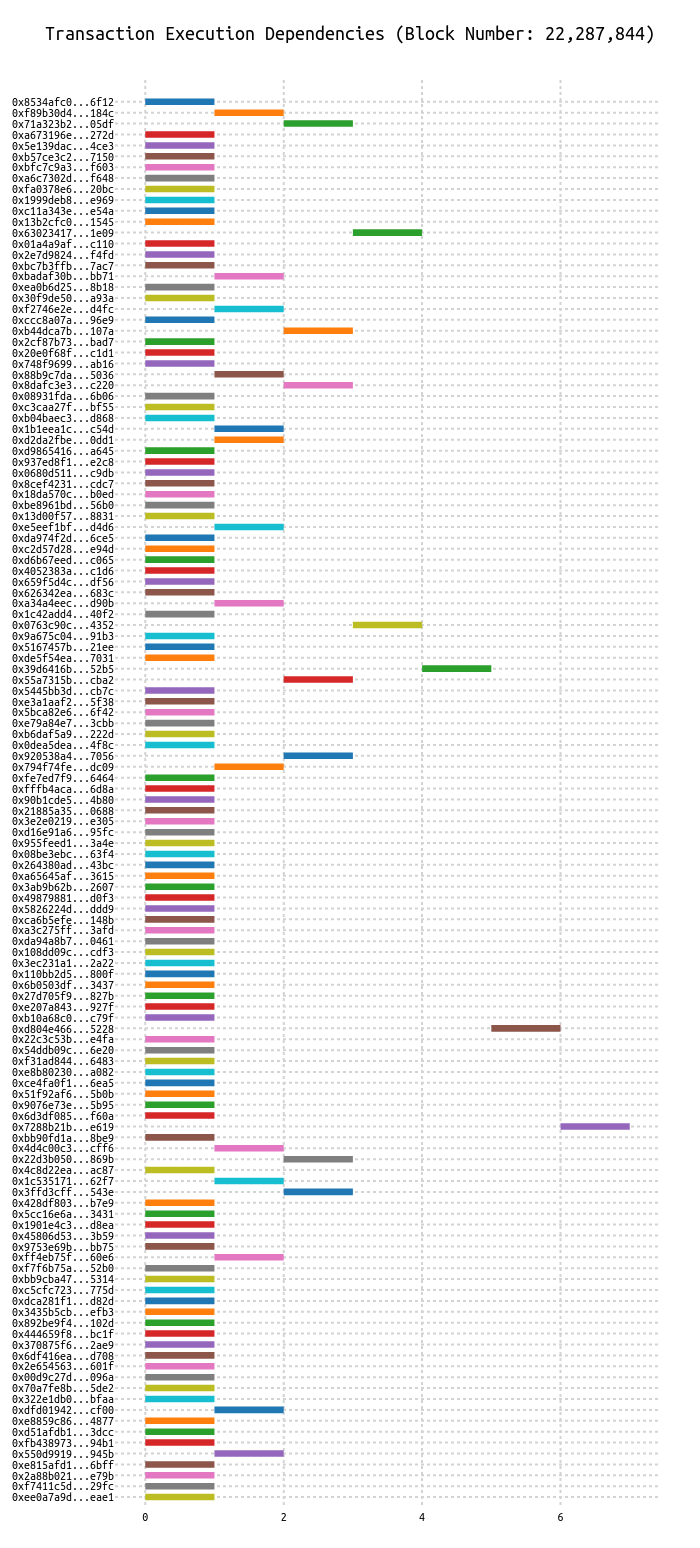 Transaction Execution Dependencies (Block Number: 22,287,844)
0x8534afc0...6f12
0xf89b30d4...184c
0x71a323b2...05df
0xa673196e...272d
0x5e139dac...4ce3
0xb57ce3c2...7150
0xbfc7c9a3...f603
0xa6c7302d...f648
0xfa0378e6...20bc
0x1999deb8...e969
0xc11a343e...e54a
0x13b2cfc0...1545
0x63023417...1e09
0x01a4a9af...c110
0x2e7d9824...f4fd
0xbc7b3ffb...7ac7
0xbadaf30b...bb71
0xea0b6d25...8b18
0x30f9de50...a93a
0xf2746e2e...d4fc
0xccc8a07a...96e9
0xb44dca7b...107a
0x2cf87b73...bad7
0x20e0f68f...c1d1
0x748f9699...ab16
0x88b9c7da...5036
0x8dafc3e3...c220
0x08931fda...6b06
0xc3caa27f...bf55
0xb04baec3...d868
0x1b1eea1c...c54d
0xd2da2fbe...0dd1
0xd9865416...a645
0x937ed8f1...e2c8
0x0680d511...c9db
0x8cef4231...cdc7
0x18da570c...b0ed
0xbe8961bd...56b0
0x13d00f57...8831
0xe5eef1bf...d4d6
0xda974f2d...6ce5
0xc2d57d28...e94d
0xd6b67eed...c065
0x4052383a...c1d6
0x659f5d4c...df56
0x626342ea...683c
0xa34a4eec...d90b
0x1c42add4...40f2
0x0763c90c...4352
0x9a675c04...91b3
0x5167457b...21ee
0xde5f54ea...7031
0x39d6416b...52b5
0x55a7315b...cba2
0x5445bb3d...cb7c
0xe3a1aaf2...5f38
0x5bca82e6...6f42
0xe79a84e7...3cbb
0xb6daf5a9...222d
0x0dea5dea...4f8c
0x920538a4...7056
0x794f74fe...dc09
0xfe7ed7f9...6464
0xfffb4aca...6d8a
0x90b1cde5...4b80
0x21885a35...0688
0x3e2e0219...e305
0xd16e91a6...95fc
0x955feed1...3a4e
0x08be3ebc...63f4
0x264380ad...43bc
0xa65645af...3615
0x3ab9b62b...2607
0x49879881...d0f3
0x5826224d...ddd9
0xca6b5efe...148b
0xa3c275ff...3afd
0xda94a8b7...0461
0x108dd09c...cdf3
0x3ec231a1...2a22
0x110bb2d5...800f
0x6b0503df...3437
0x27d705f9...827b
0xe207a843...927f
0xb10a68c0...c79f
0xd804e466...5228
0x22c3c53b...e4fa
0x54ddb09c...6e20
0xf31ad844...6483
0xe8b80230...a082
0xce4fa0f1...6ea5
0x51f92af6...5b0b
0x9076e73e...5b95
0x6d3df085...f60a
0x7288b21b...e619
0xbb90fd1a...8be9
0x4d4c00c3...cff6
0x22d3b050...869b
0x4c8d22ea...ac87
0x1c535171...62f7
0x3ffd3cff...543e
0x428df803...b7e9
0x5cc16e6a...3431
0x1901e4c3...d8ea
0x45806d53...3b59
0x9753e69b...bb75
0xff4eb75f...60e6
0xf7f6b75a...52b0
0xbb9cba47...5314
0xc5cfc723...775d
0xdca281f1...d82d
0x3435b5cb...efb3
0x892be9f4...102d
0x444659f8...bc1f
0x370875f6...2ae9
0x6df416ea...d708
0x2e654563...601f
0x00d9c27d...096a
0x70a7fe8b...5de2
0x322e1db0...bfaa
0xdfd01942...cf00
0xe8859c86...4877
0xd51afdb1...3dcc
0xfb438973...94b1
0x550d9919...945b
0xe815afd1...6bff
0x2a88b021...e79b
0xf7411c5d...29fc
0xee0a7a9d...eae1
0 2 4 6